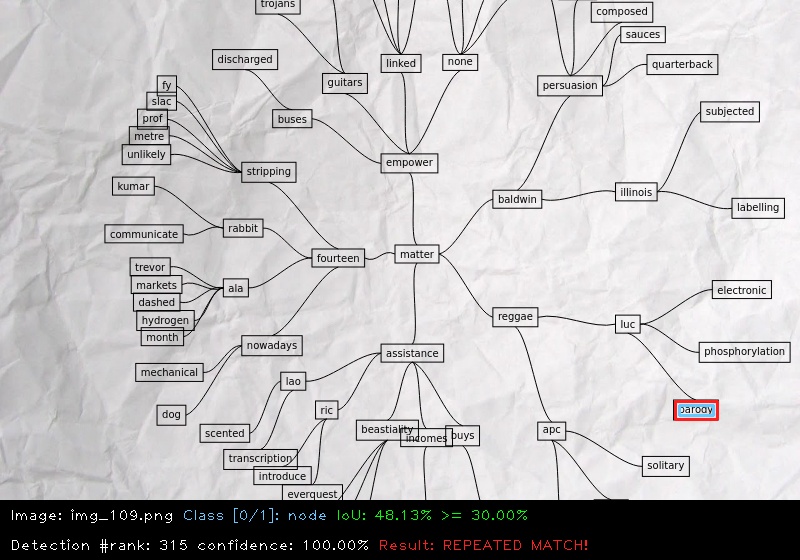 trojans
composed
sauces
discharged
linked
none
quarterback
fy
guitars
persuasion
slac
prof
buses
subjected
metre
unlikely
empower
stripping
kumar
illinois
baldwin
labelling
rabbit
communicate
matter
fourteen
trevor
markets
ala
electronic
dashed
hydrogen
reggae
luc
month
nowadays
assistance
phosphorylation
mechanical
lao
ric
parody
dog
scented
beastiality
incomes
buys
apc
transcription
solitary
introduce
everquest
Image: img_109.png Class [0/1]: node IoU: 48.13% >= 30.00%
Detection #rank: 315 confidence: 100.00% Result: REPEATED MATCH!